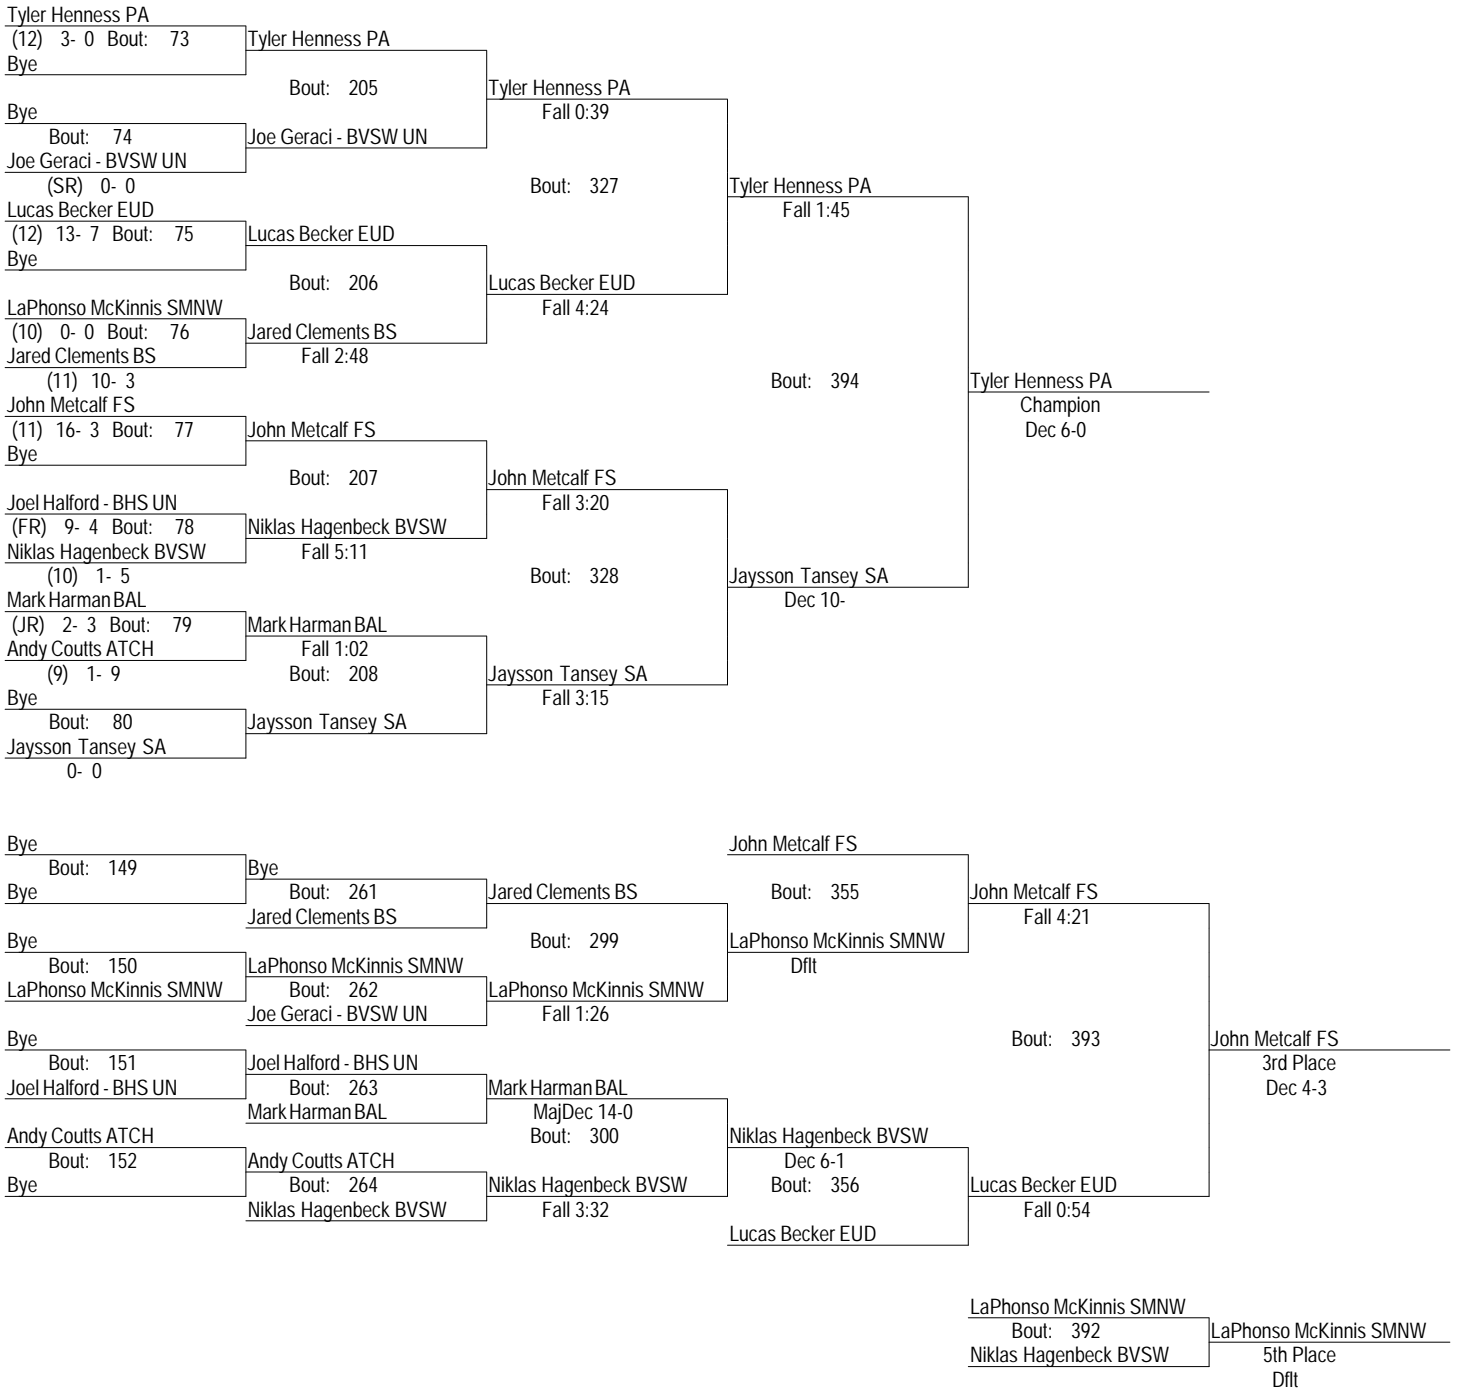 Tyler Henness PA
(12) 3- 0 Bout: 73 Tyler Henness PA
Bye
Bout: 205 Tyler Henness PA
Bye Fall 0:39
Bout: 74 Joe Geraci - BVSW UN
Joe Geraci - BVSW UN
(SR) 0- 0 Bout: 327 Tyler Henness PA
Lucas Becker EUD Fall 1:45
(12) 13- 7 Bout: 75 Lucas Becker EUD
Bye
Bout: 206 Lucas Becker EUD
LaPhonso McKinnis SMNW Fall 4:24
(10) 0- 0 Bout: 76 Jared Clements BS
Jared Clements BS Fall 2:48
(11) 10- 3 Bout: 394 Tyler Henness PA
John Metcalf FS Champion
(11) 16- 3 Bout: 77 John Metcalf FS Dec 6-0
Bye
Bout: 207 John Metcalf FS
Joel Halford - BHS UN Fall 3:20
(FR) 9- 4 Bout: 78 Niklas Hagenbeck BVSW
Niklas Hagenbeck BVSW Fall 5:11
(10) 1- 5 Bout: 328 Jaysson Tansey SA
Mark Harman BAL Dec 10-
(JR) 2- 3 Bout: 79 Mark Harman BAL
Andy Coutts ATCH Fall 1:02
(9) 1- 9 Bout: 208 Jaysson Tansey SA
Bye Fall 3:15
Bout: 80 Jaysson Tansey SA
Jaysson Tansey SA
0- 0
Bye John Metcalf FS
Bout: 149 Bye
Bye Bout: 261 Jared Clements BS Bout: 355 John Metcalf FS
Jared Clements BS Fall 4:21
Bye Bout: 299 LaPhonso McKinnis SMNW
Bout: 150 LaPhonso McKinnis SMNW Dflt
LaPhonso McKinnis SMNW Bout: 262 LaPhonso McKinnis SMNW
Joe Geraci - BVSW UN Fall 1:26
Bye Bout: 393 John Metcalf FS
Bout: 151 Joel Halford - BHS UN 3rd Place
Joel Halford - BHS UN Bout: 263 Mark Harman BAL Dec 4-3
Mark Harman BAL MajDec 14-0
Andy Coutts ATCH Bout: 300 Niklas Hagenbeck BVSW
Bout: 152 Andy Coutts ATCH Dec 6-1
Bye Bout: 264 Niklas Hagenbeck BVSW Bout: 356 Lucas Becker EUD
Niklas Hagenbeck BVSW Fall 3:32 Fall 0:54
Lucas Becker EUD
LaPhonso McKinnis SMNW
Bout: 392 LaPhonso McKinnis SMNW
Niklas Hagenbeck BVSW 5th Place
Dflt